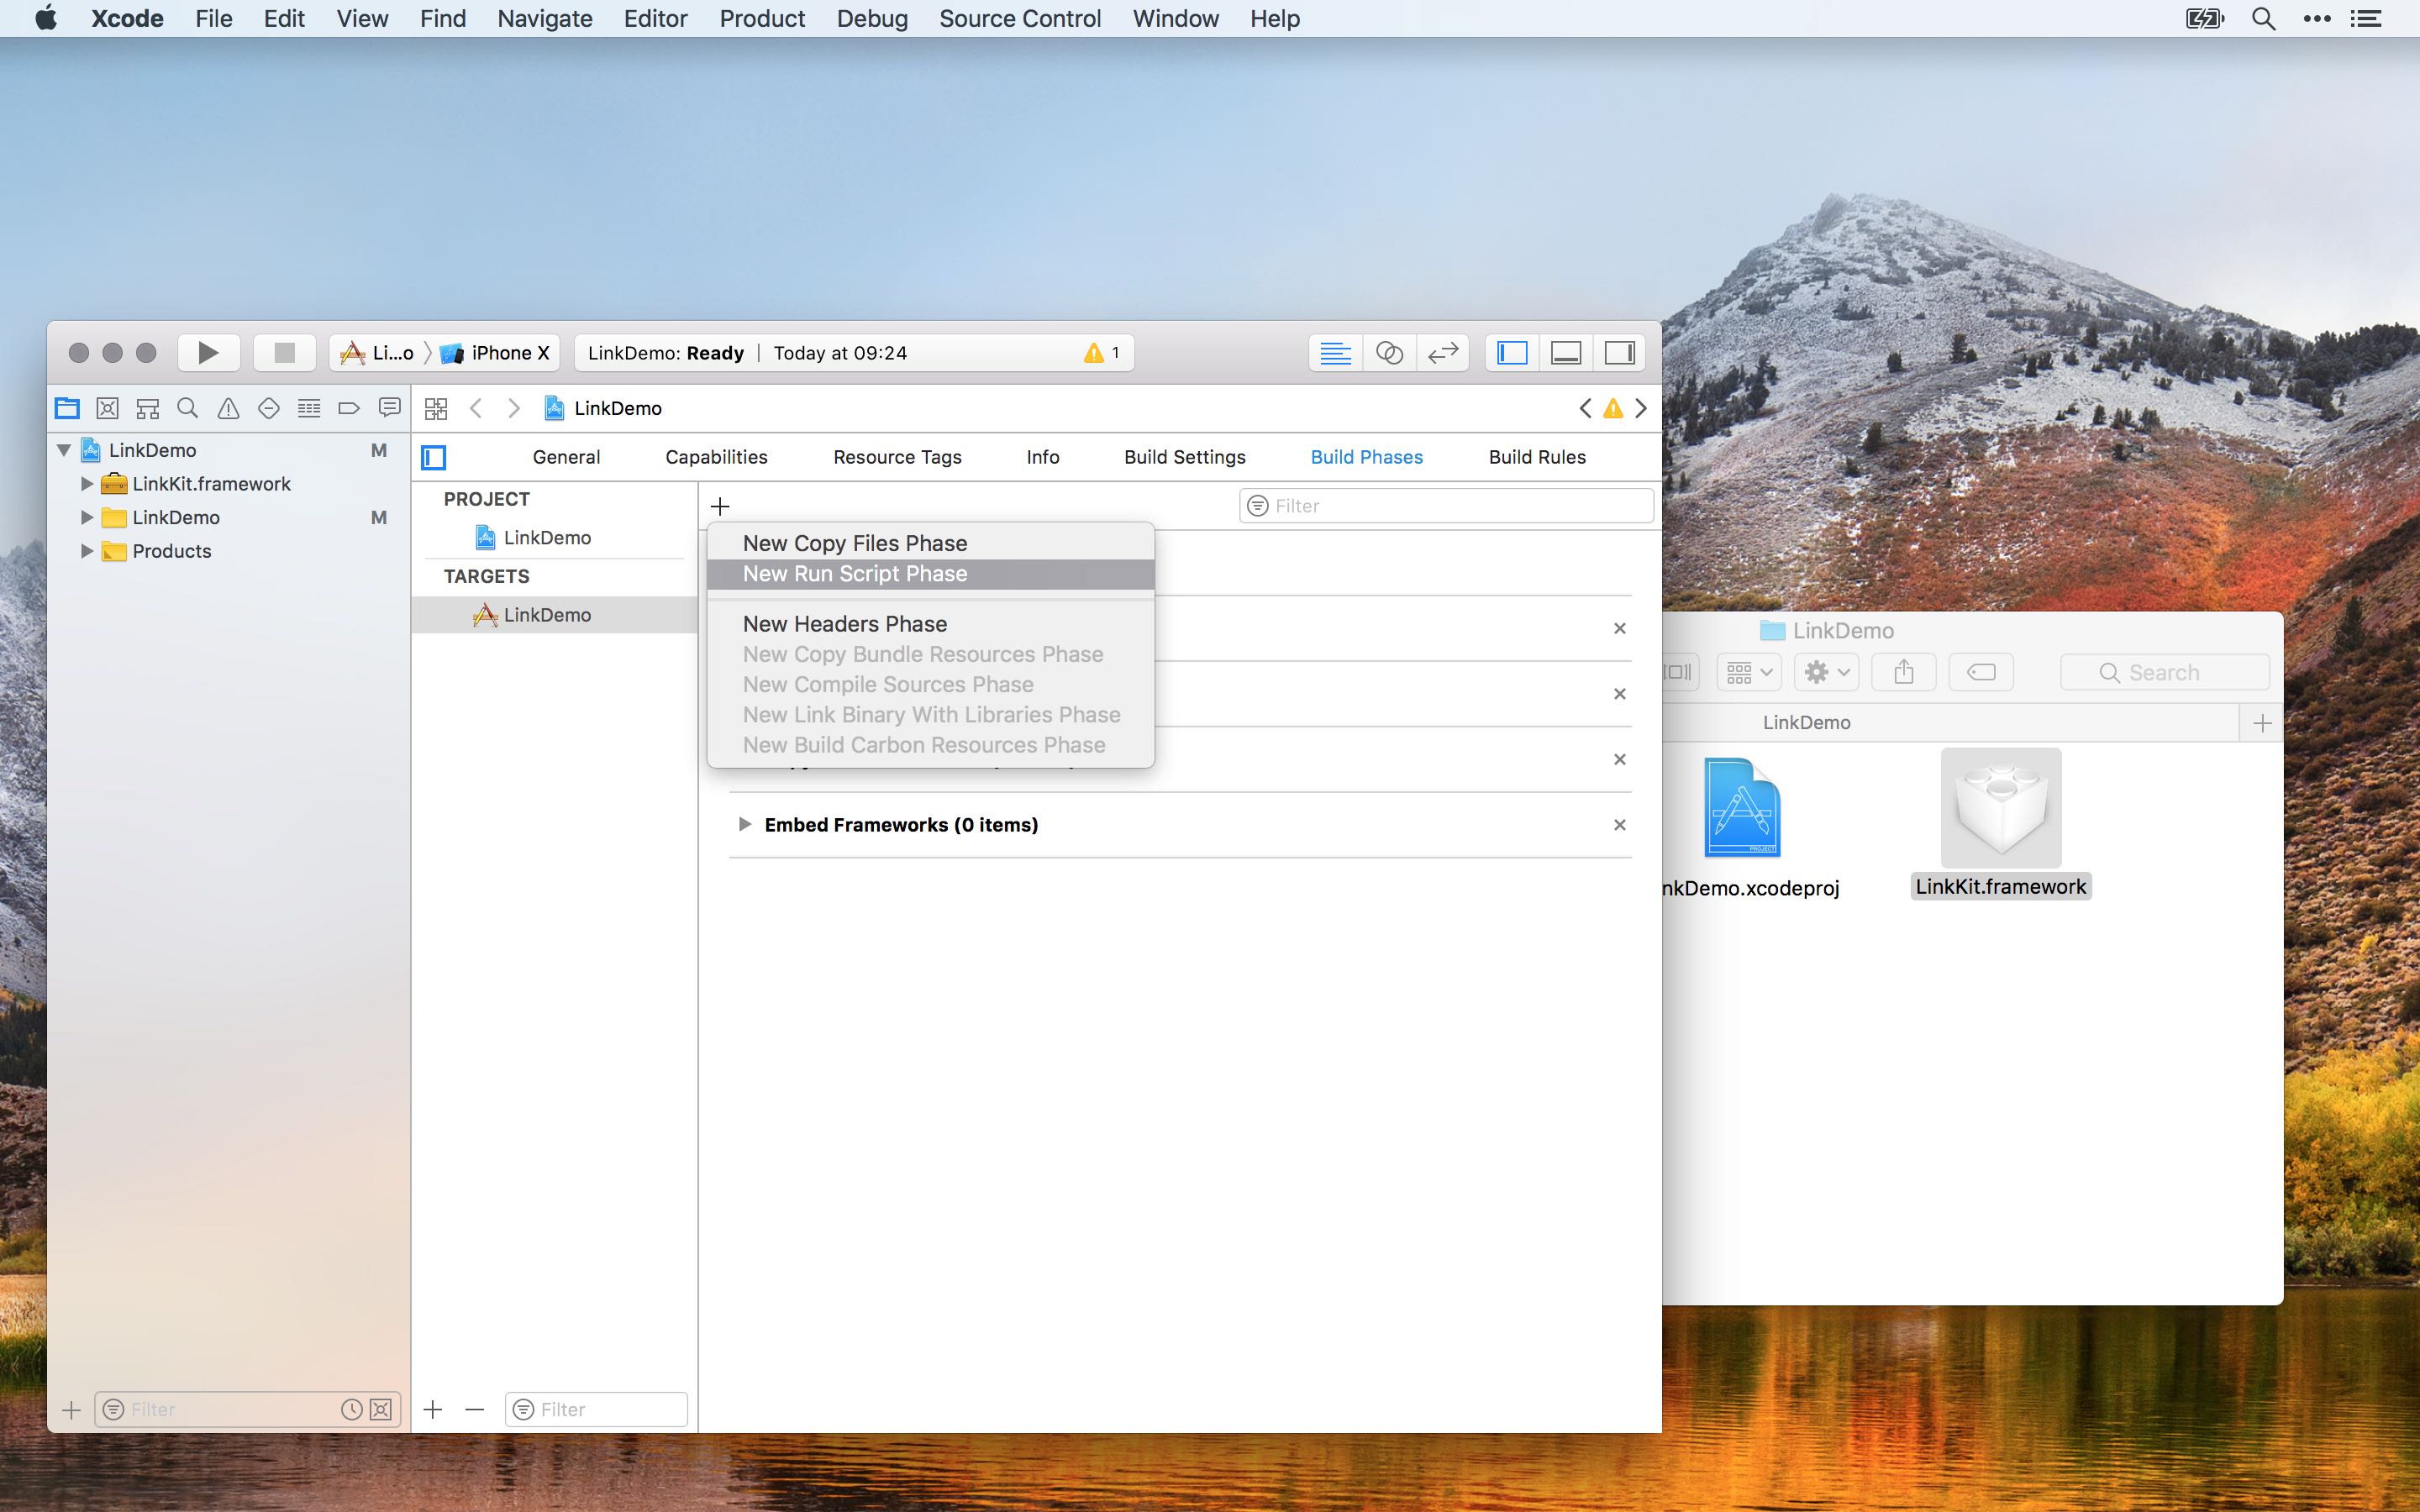 Xcode File Edit View Find Navigate Editor Product Debug Source Control Window Help
Li...o iPhone X
LinkDemo: Ready | Today at 09:24
1
LinkDemo
LinkDemo M
LinkKit.framework
LinkDemo M
Products
General Capabilities Resource Tags Info Build Settings Build Phases Build Rules
PROJECT
LinkDemo
TARGETS
LinkDemo
Filter
New Copy Files Phase
New Run Script Phase
New Headers Phase
New Copy Bundle Resources Phase
New Compile Sources Phase
New Link Binary With Libraries Phase
New Build Carbon Resources Phase
Embed Frameworks (0 items)
Filter
Filter
LinkDemo
Search
LinkDemo
PROJECT
nkDemo.xcodeproj
LinkKit.framework